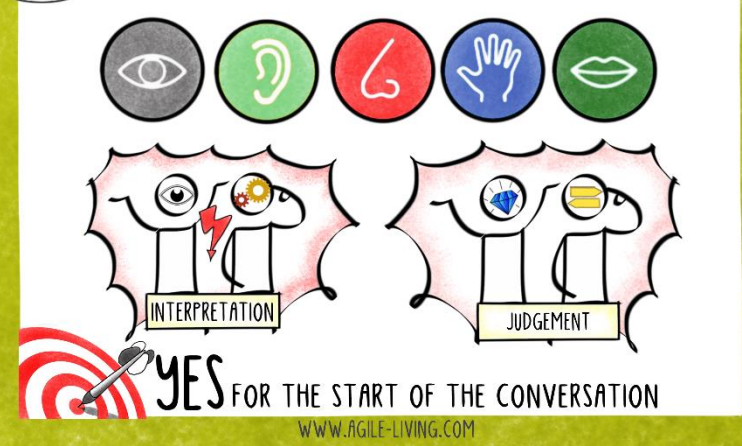 INTERPRETATION
JUDGEMENT
YES FOR THE START OF THE CONVERSATION
WWW.AGILE-LIVING.COM